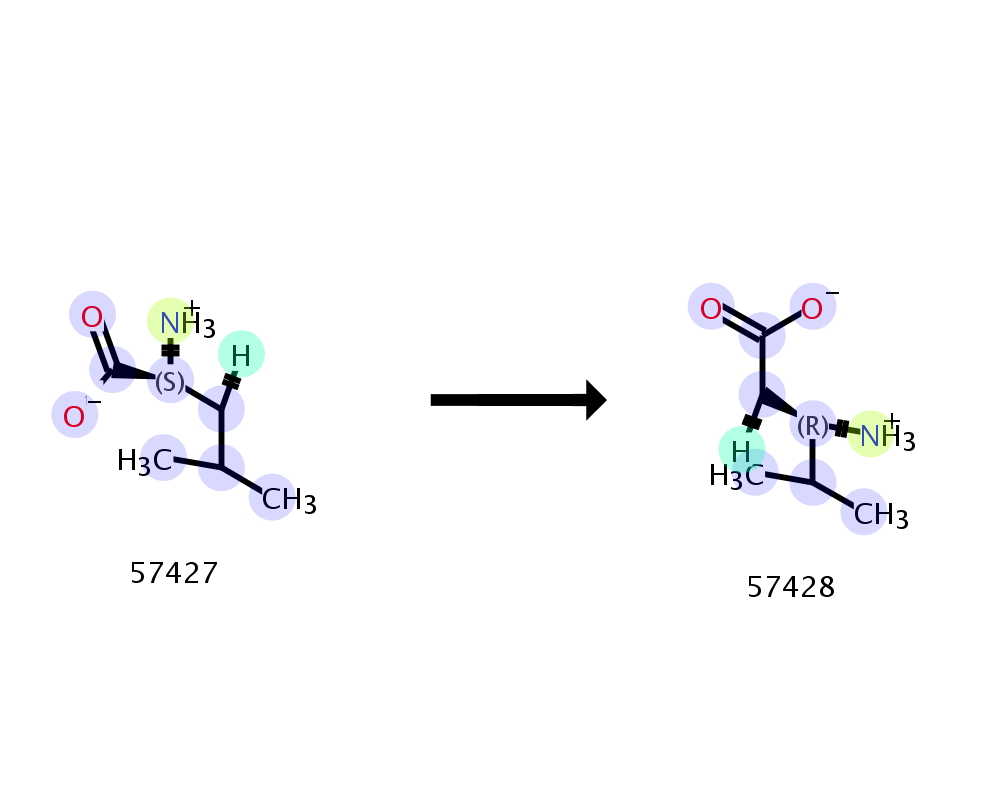 O
NH3+
H
(S)
O−
H3C
CH3
57427
O
O−
(R)
NH3+
H
H3C
CH3
57428